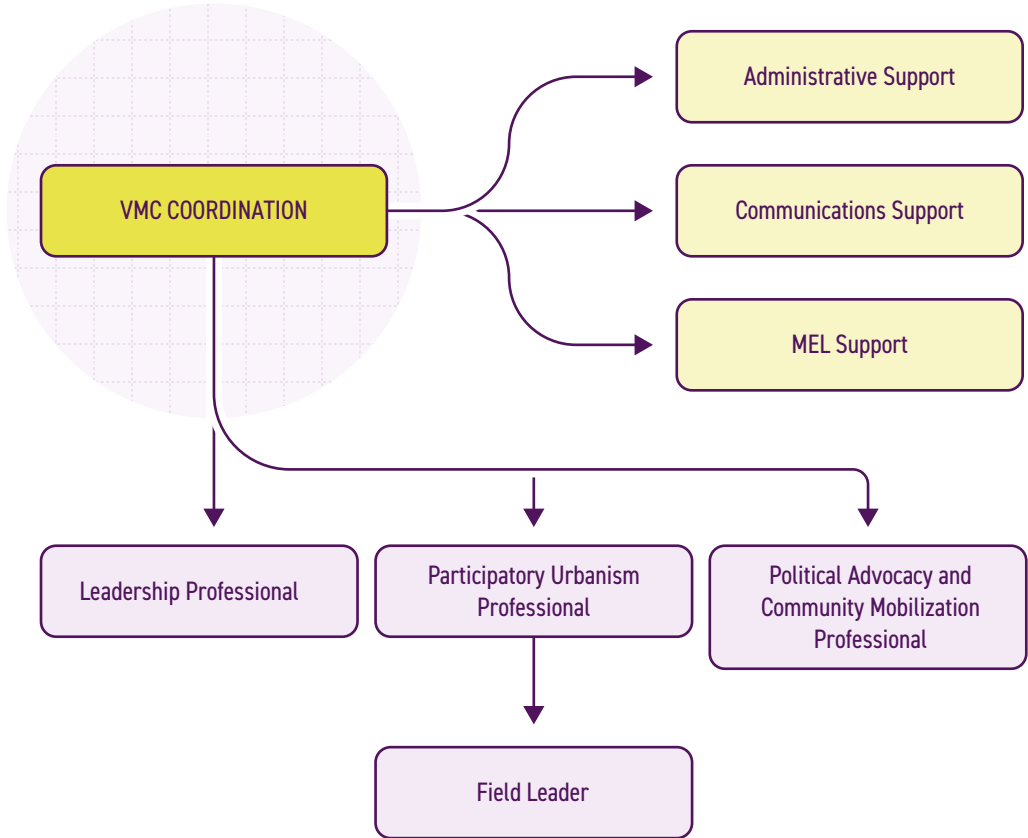 Administrative Support
VMC COORDINATION
Communications Support
MEL Support
Leadership Professional
Participatory Urbanism
Professional
Political Advocacy and
Community Mobilization
Professional
Field Leader